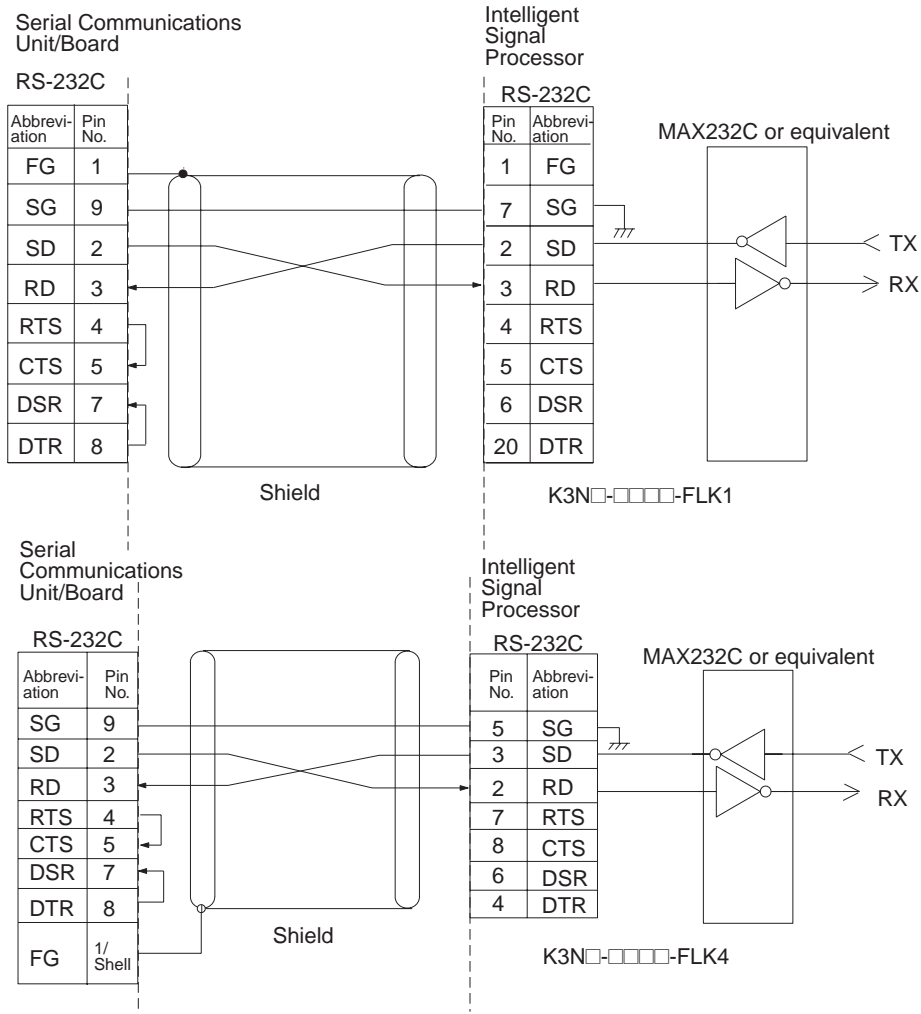 Serial Communications
Unit/Board
RS-232C
Abbrevi-
ation
Pin
No.
FG 1
SG 9
SD 2
RD 3
RTS 4
CTS 5
DSR 7
DTR 8
Shield
Intelligent
Signal
Processor
RS-232C
Pin
No.
Abbrevi-
ation
1 FG
7 SG
2 SD
3 RD
4 RTS
5 CTS
6 DSR
20 DTR
MAX232C or equivalent
TX
RX
K3N□-□□□□-FLK1
Serial
Communications
Unit/Board
RS-232C
Abbrevi-
ation
Pin
No.
SG 9
SD 2
RD 3
RTS 4
CTS 5
DSR 7
DTR 8
FG 1/
Shell
Shield
Intelligent
Signal
Processor
RS-232C
Pin
No.
Abbrevi-
ation
5 SG
3 SD
2 RD
7 RTS
8 CTS
6 DSR
4 DTR
MAX232C or equivalent
TX
RX
K3N□-□□□□-FLK4